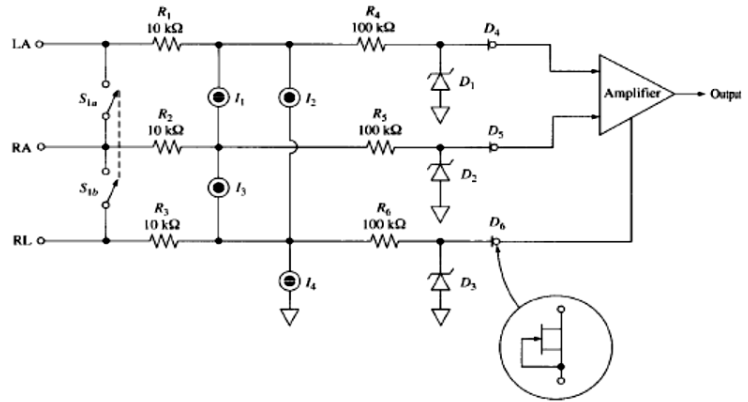 R1
10 kΩ
R4
100 kΩ
D4
LA
D1
Amplifier
Output
S1a
I1
I2
R2
10 kΩ
R5
100 kΩ
D5
RA
D2
S1b
I3
R3
10 kΩ
R6
100 kΩ
D6
RL
I4
D3